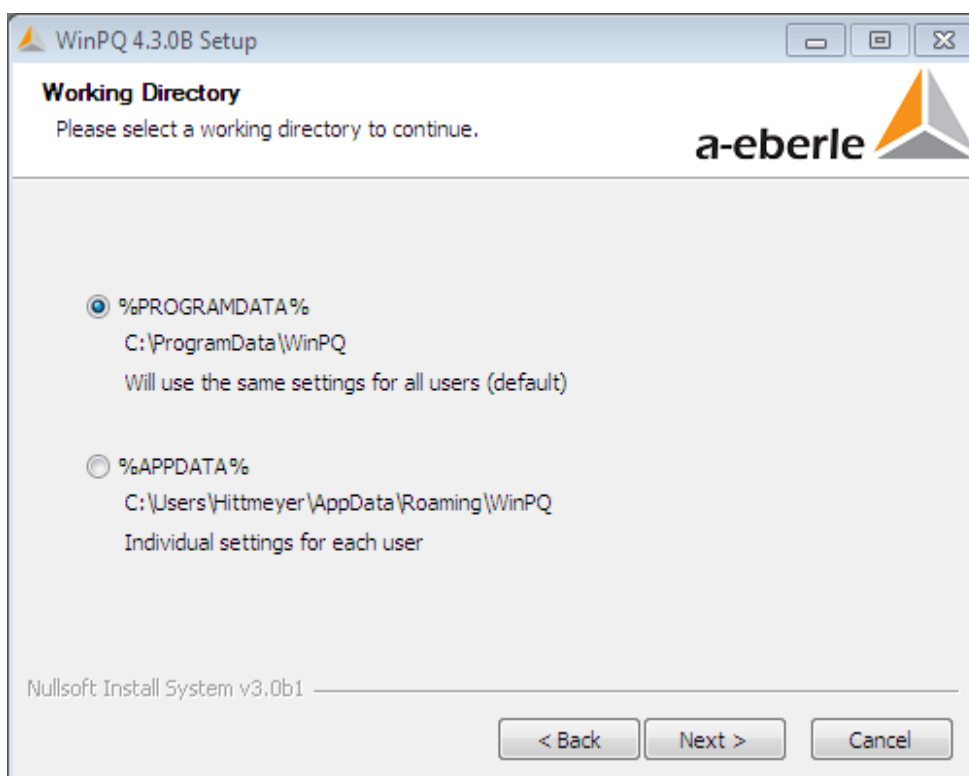 WinPQ 4.3.0B Setup
Working Directory
Please select a working directory to continue.
a-eberle
%PROGRAMDATA%
C:\ProgramData\WinPQ
Will use the same settings for all users (default)
%APPDATA%
C:\Users\Hittmeyer\AppData\Roaming\WinPQ
Individual settings for each user
Nullsoft Install System v3.0b1
< Back Next > Cancel